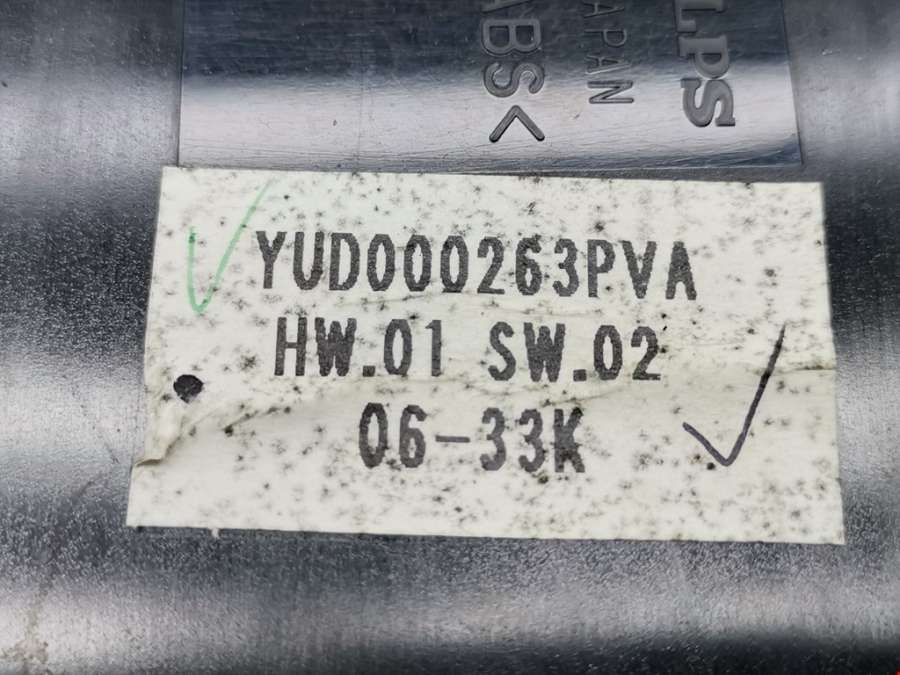 LPS
APAN
ABS<
YUD000263PVA
HW.01 SW.02
06-33K